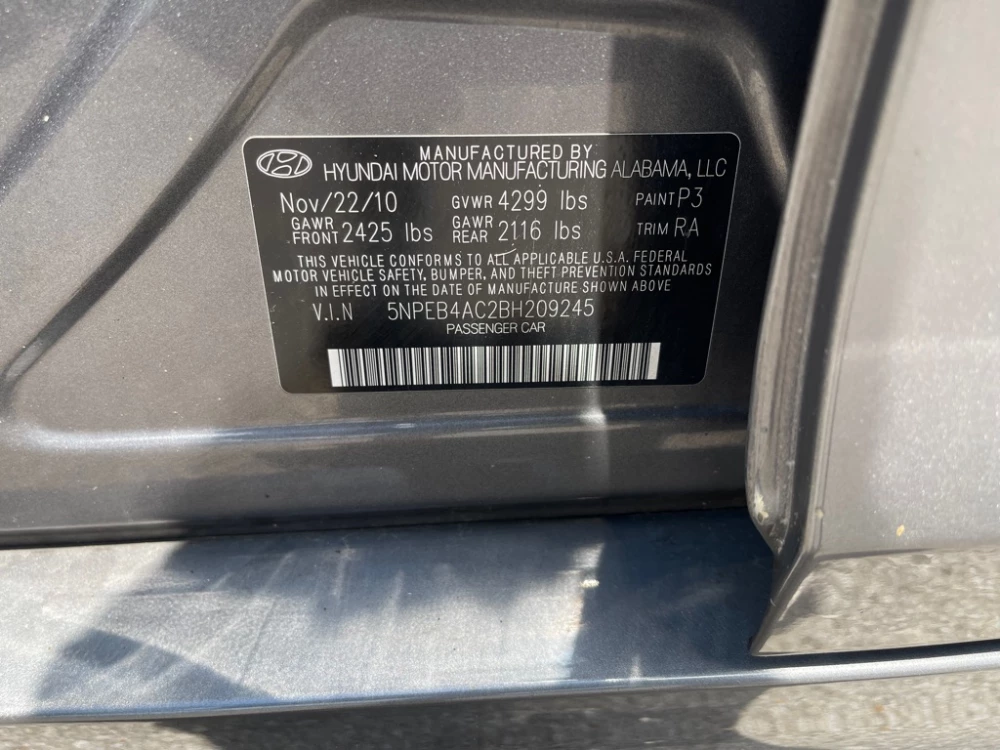 MANUFACTURED BY
HYUNDAI MOTOR MANUFACTURING ALABAMA, LLC
Nov/22/10 GVWR 4299 lbs PAINT P3
GAWR FRONT 2425 lbs GAWR REAR 2116 lbs TRIM RA
THIS VEHICLE CONFORMS TO ALL APPLICABLE U.S.A. FEDERAL
MOTOR VEHICLE SAFETY, BUMPER, AND THEFT PREVENTION STANDARDS
IN EFFECT ON THE DATE OF MANUFACTURE SHOWN ABOVE
V.I.N 5NPEB4AC2BH209245
PASSENGER CAR